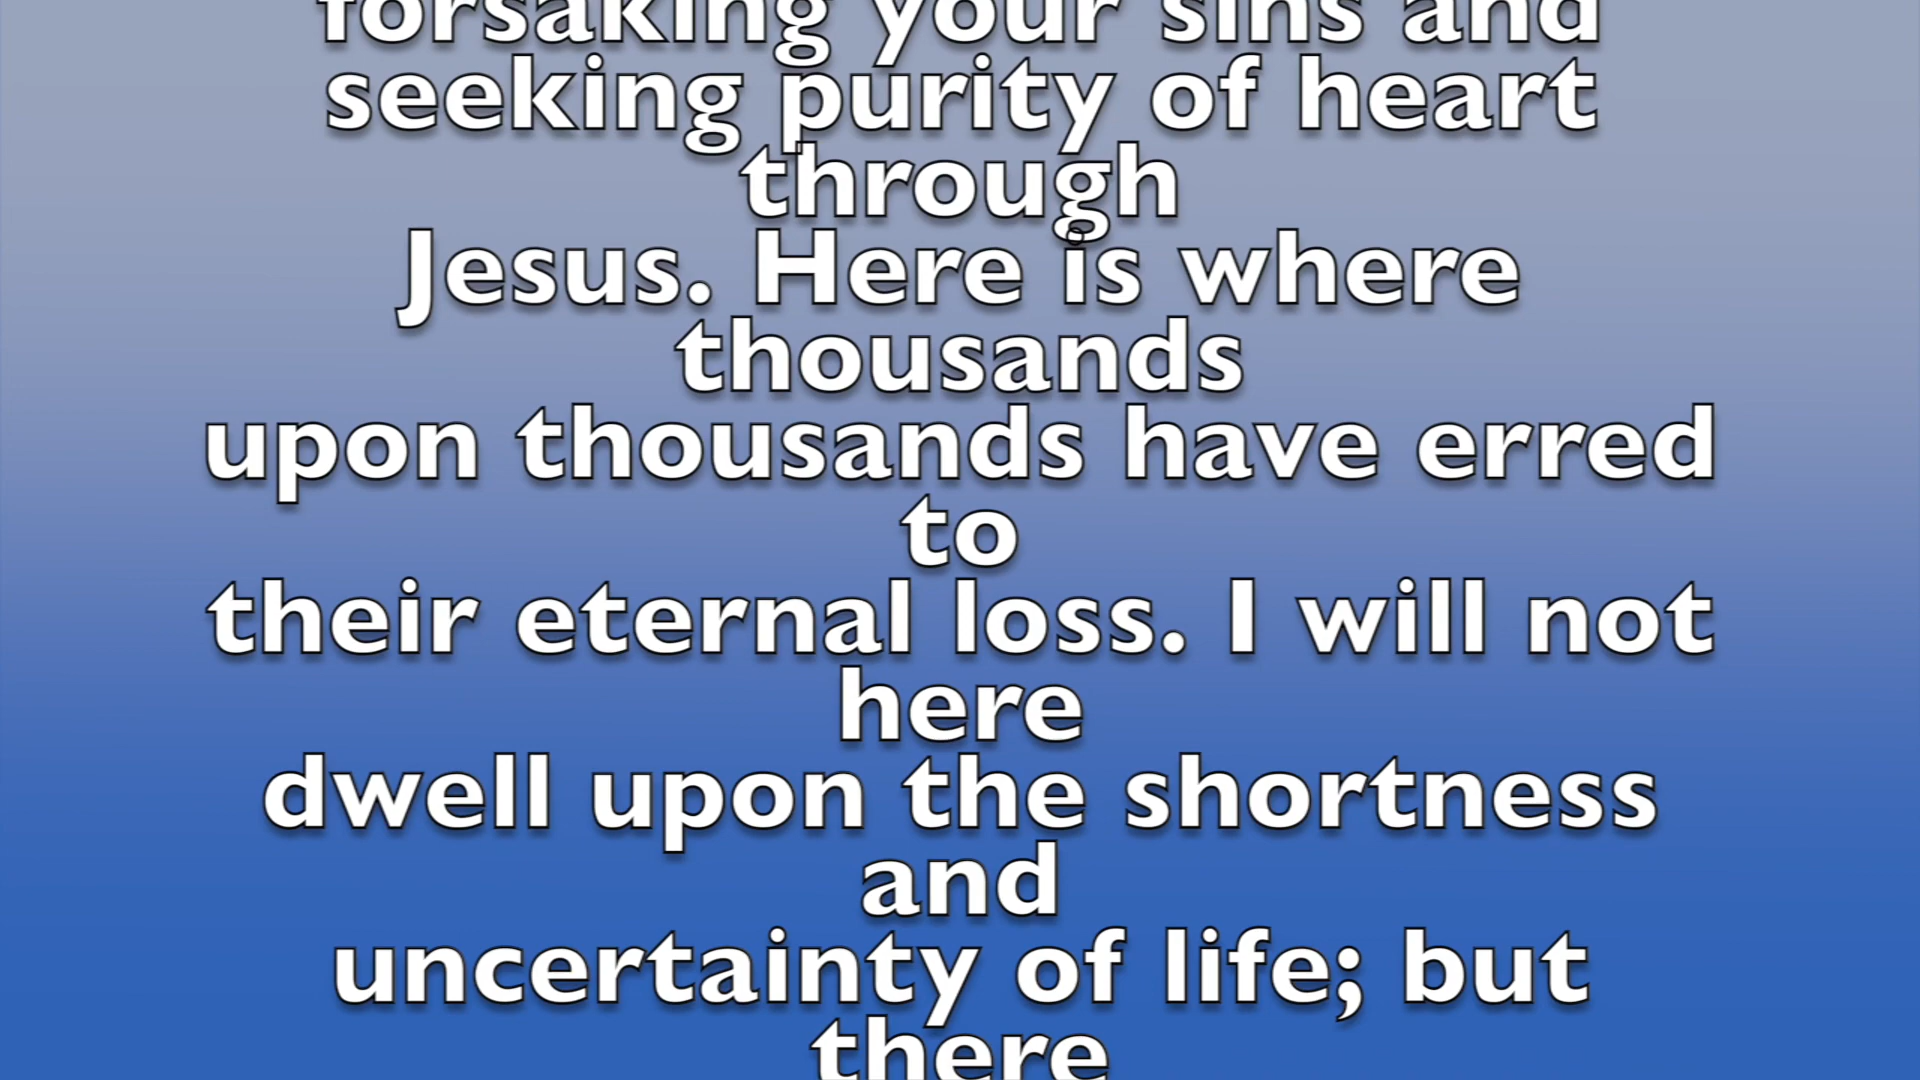 forsaking your sins and
seeking purity of heart
through
Jesus. Here is where
thousands
upon thousands have erred
to
their eternal loss. I will not
here
dwell upon the shortness
and
uncertainty of life; but
there